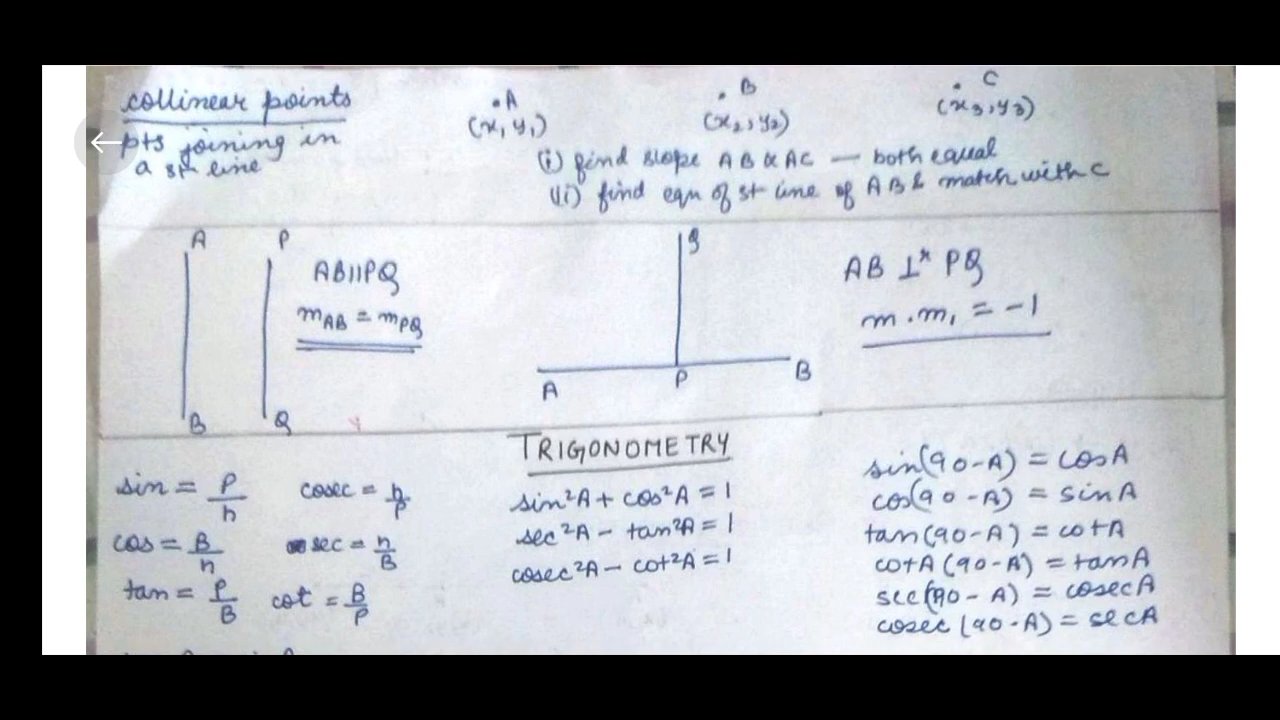 collinear points
pts joining in
a st line
A
(x, y₁)
B
(x₂, y₂)
C
(x₃, y₃)
(i) find slope AB & AC — both equal
(ii) find eqn of st line of AB & match with C
A
P
AB||PQ
m_AB = m_PQ
B
Q
Q
A
P
B
AB ⊥ʳ PQ
m . m₁ = -1
TRIGONOMETRY
sin = P/h
cosec = h/P
cos = B/h
sec = h/B
tan = P/B
cot = B/P
sin²A + cos²A = 1
sec²A - tan²A = 1
cosec²A - cot²A = 1
sin(90-A) = cosA
cos(90-A) = sinA
tan(90-A) = cotA
cotA(90-A) = tanA
sec(90-A) = cosecA
cosec(90-A) = secA